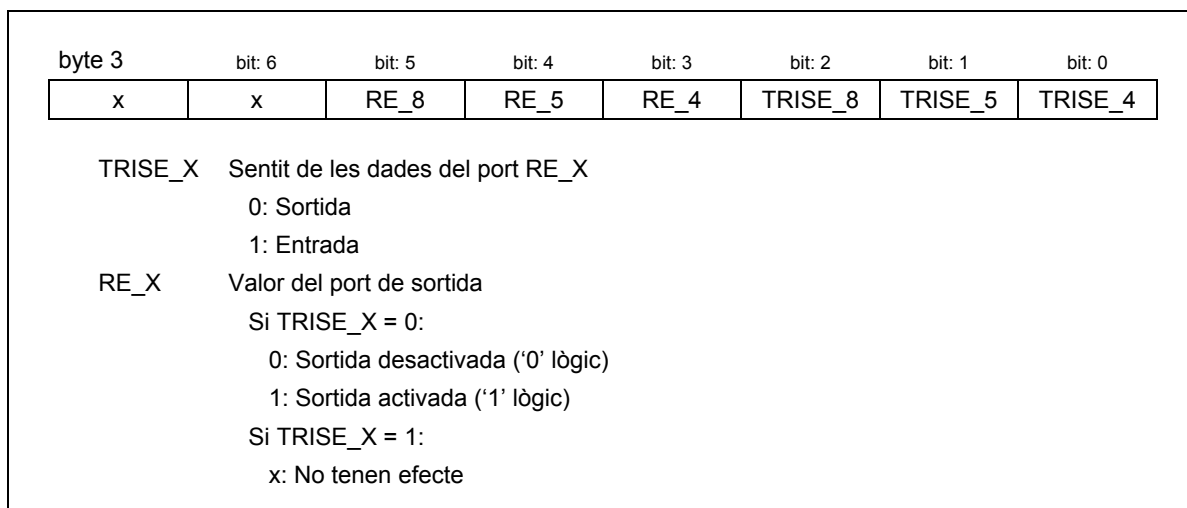 byte 3 bit: 6 bit: 5 bit: 4 bit: 3 bit: 2 bit: 1 bit: 0
x x RE_8 RE_5 RE_4 TRISE_8 TRISE_5 TRISE_4
TRISE_X Sentit de les dades del port RE_X
0: Sortida
1: Entrada
RE_X Valor del port de sortida
Si TRISE_X = 0:
0: Sortida desactivada (‘0’ lògic)
1: Sortida activada (‘1’ lògic)
Si TRISE_X = 1:
x: No tenen efecte